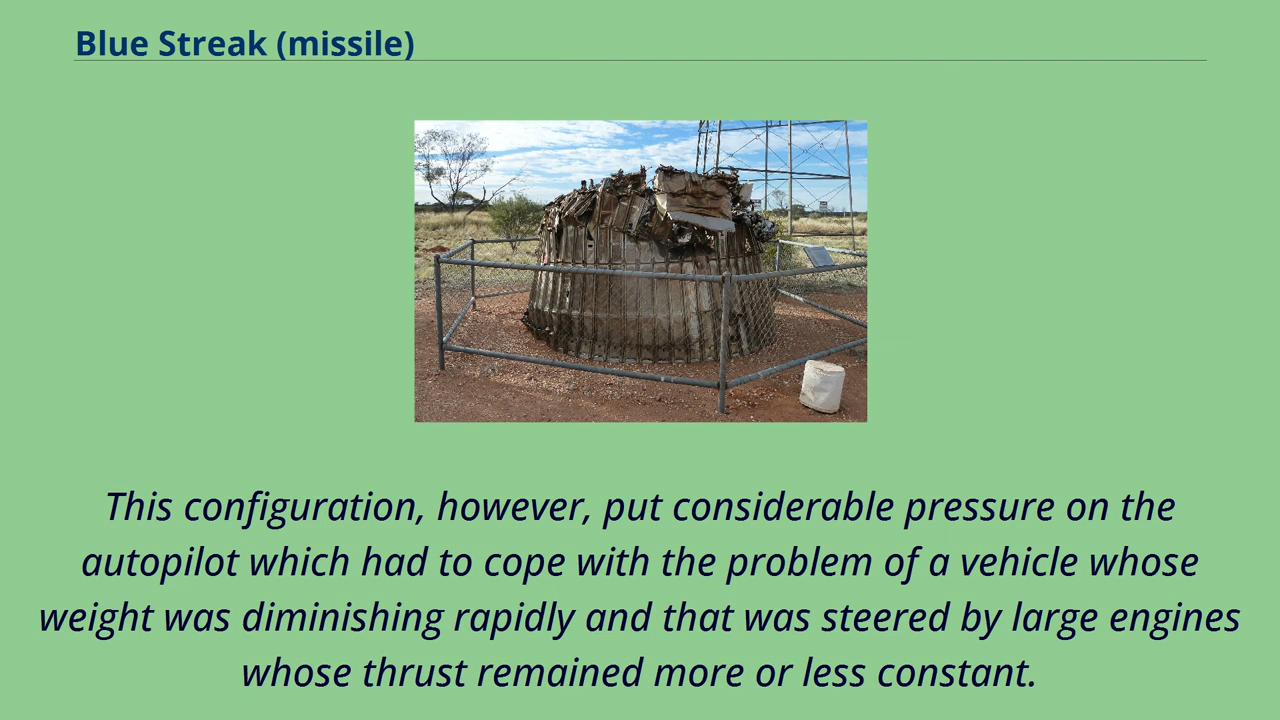 Blue Streak (missile)
This configuration, however, put considerable pressure on the
autopilot which had to cope with the problem of a vehicle whose
weight was diminishing rapidly and that was steered by large engines
whose thrust remained more or less constant.